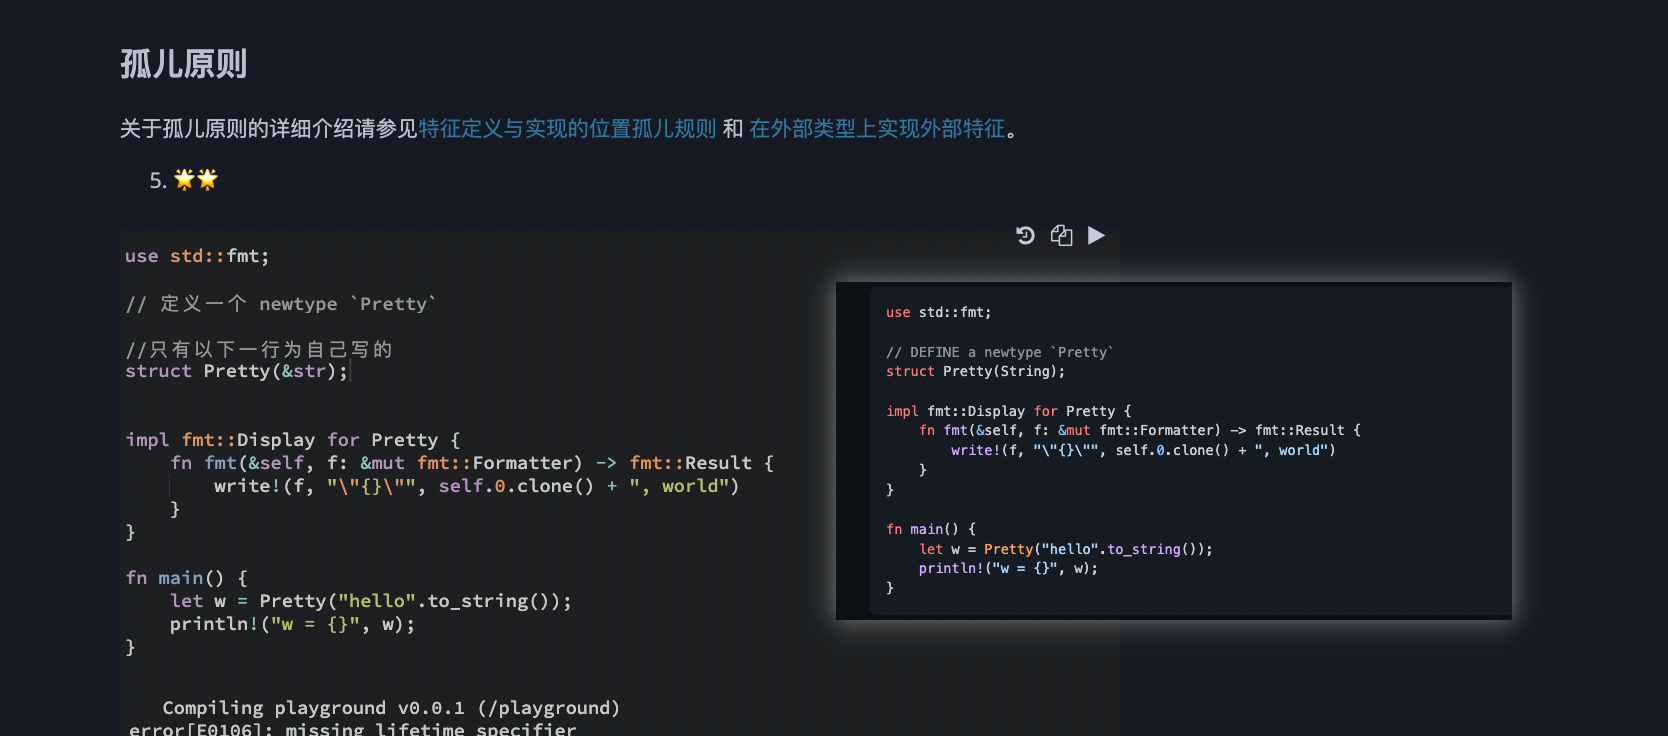 孤儿原则
关于孤儿原则的详细介绍请参见特征定义与实现的位置孤儿规则 和 在外部类型上实现外部特征。
5. 🌟🌟
use std::fmt;
// 定义一个 newtype `Pretty`
//只有以下一行为自己写的
struct Pretty(&str);
impl fmt::Display for Pretty {
    fn fmt(&self, f: &mut fmt::Formatter) -> fmt::Result {
        write!(f, "\"{}\"", self.0.clone() + ", world")
    }
}
fn main() {
    let w = Pretty("hello".to_string());
    println!("w = {}", w);
}
Compiling playground v0.0.1 (/playground)
error[E0106]: missing lifetime specifier
use std::fmt;
// DEFINE a newtype `Pretty`
struct Pretty(String);
impl fmt::Display for Pretty {
    fn fmt(&self, f: &mut fmt::Formatter) -> fmt::Result {
        write!(f, "\"{}\"", self.0.clone() + ", world")
    }
}
fn main() {
    let w = Pretty("hello".to_string());
    println!("w = {}", w);
}